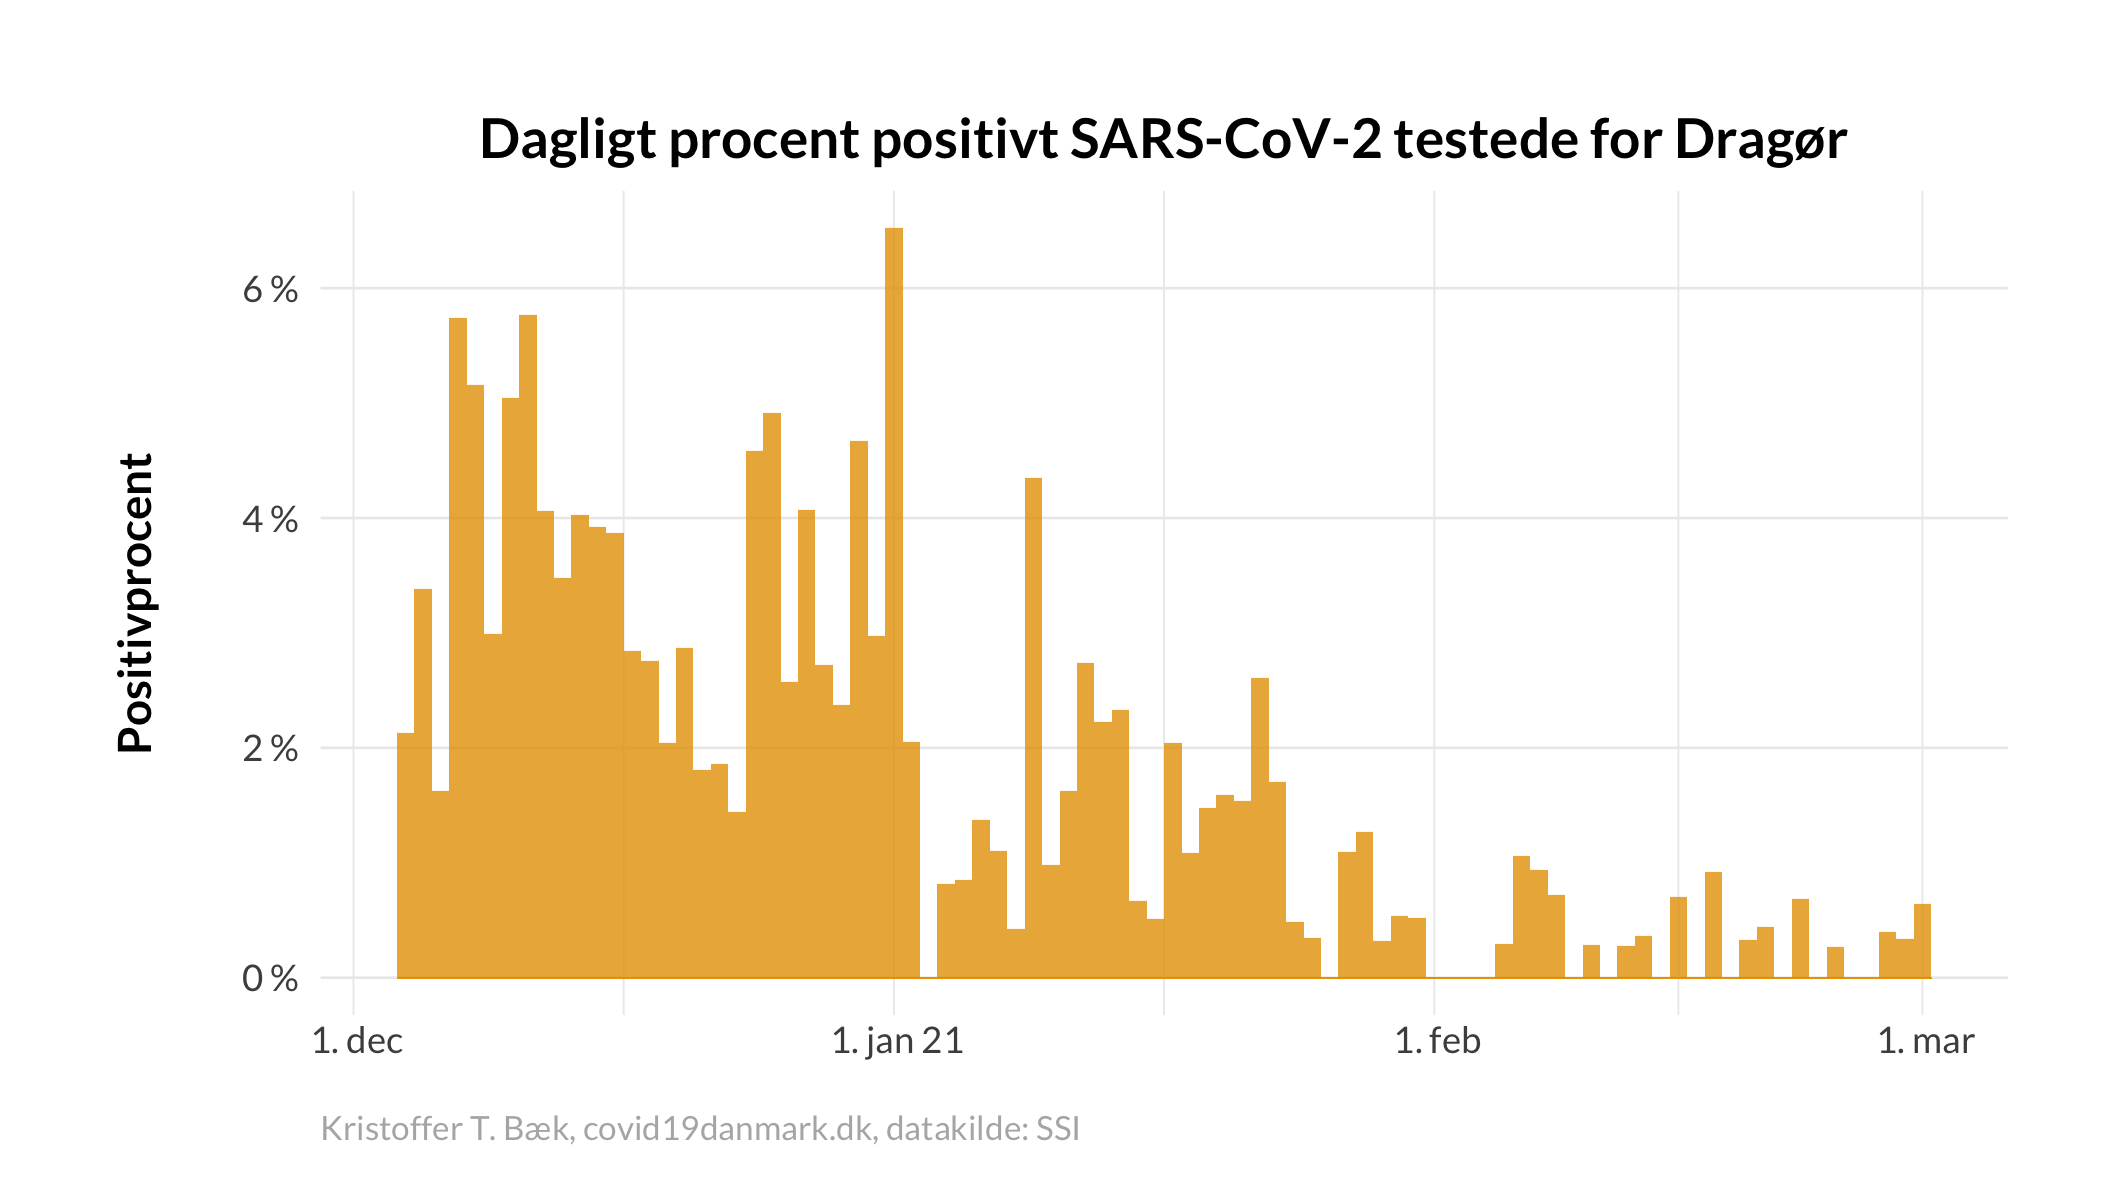 Dagligt procent positivt SARS-CoV-2 testede for Dragør
Positivprocent
6 %
4 %
2 %
0 %
1. dec
1. jan 21
1. feb
1. mar
Kristoffer T. Bæk, covid19danmark.dk, datakilde: SSI